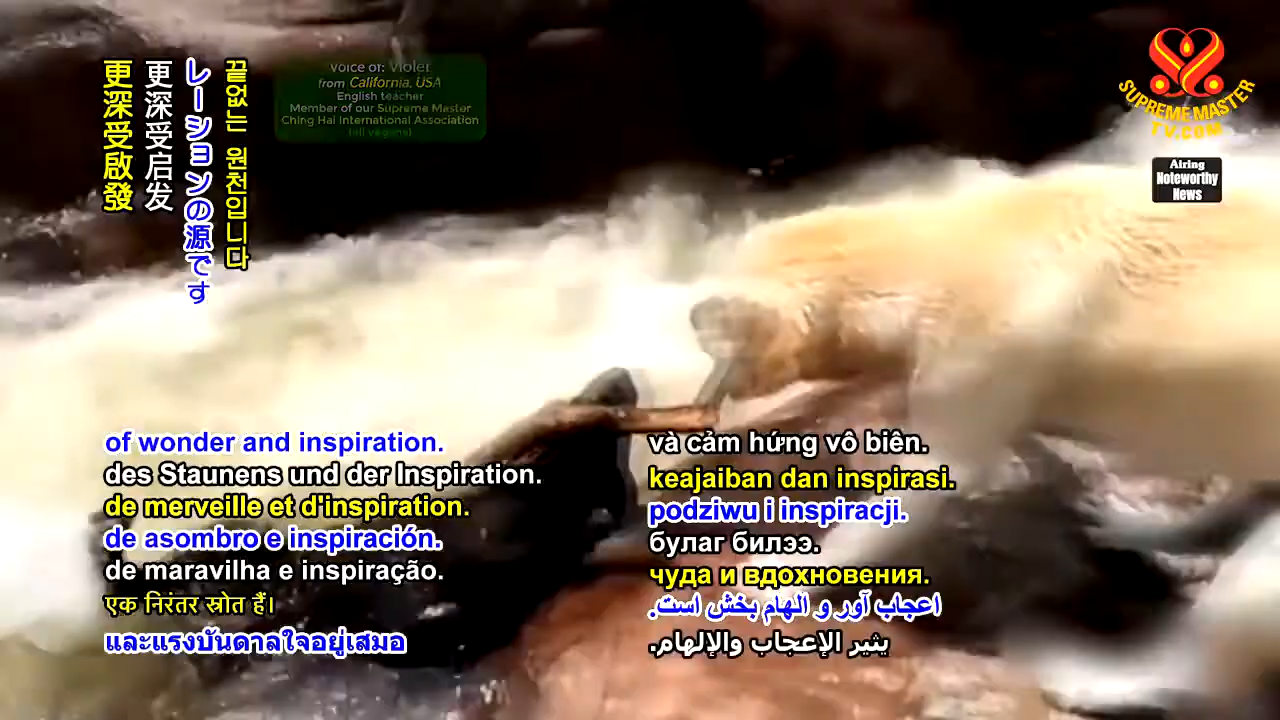 更深受啟發
更深受启发
レーションの源です
끝없는 원천입니다
voice of: Violet
from California, USA
English teacher
Member of our Supreme Master
Ching Hai International Association
(all vegans)
SUPREME MASTER
TV.COM
Airing
Noteworthy
News
of wonder and inspiration.
des Staunens und der Inspiration.
de merveille et d'inspiration.
de asombro e inspiración.
de maravilha e inspiração.
एक निरंतर स्रोत हैं।
และแรงบันดาลใจอยู่เสมอ
và cảm hứng vô biên.
keajaiban dan inspirasi.
podziwu i inspiracji.
булаг билээ.
чуда и вдохновения.
اعجاب آور و الهام بخش است.
يثير الإعجاب والإلهام.